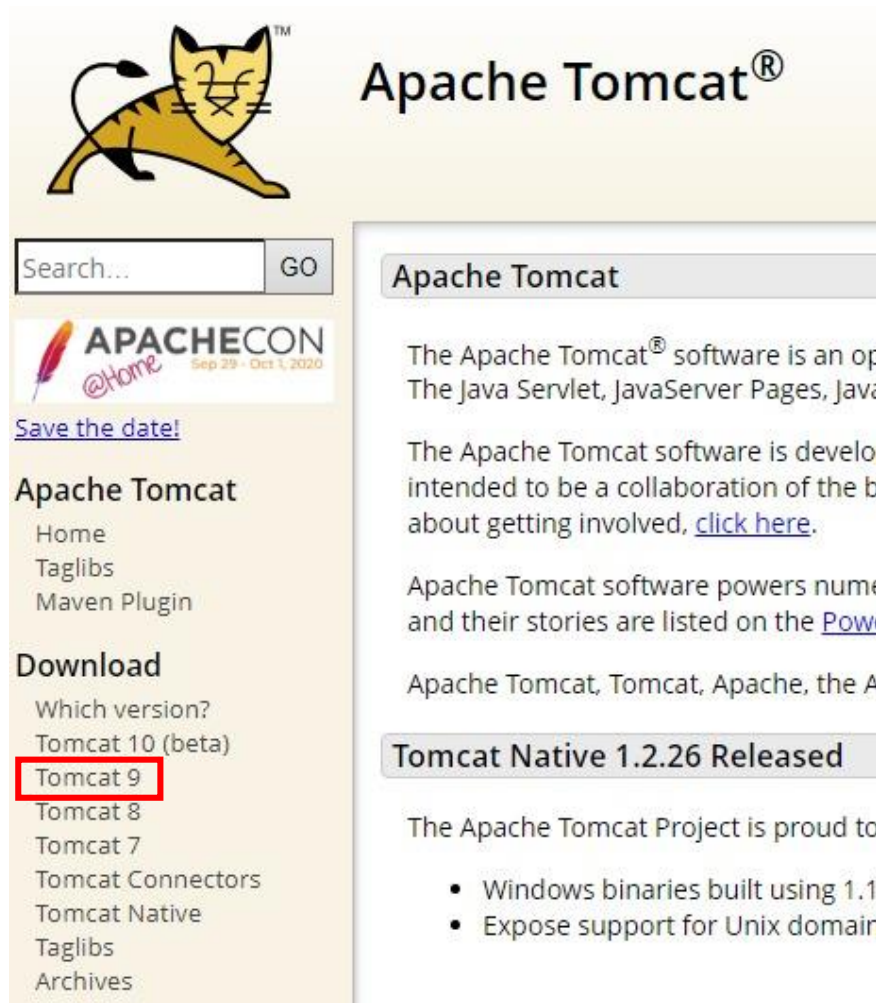 TM
Apache Tomcat®
Search...
GO
APACHECON
@Home
Sep 29 - Oct 1, 2020
Save the date!
Apache Tomcat
Home
Taglibs
Maven Plugin
Download
Which version?
Tomcat 10 (beta)
Tomcat 9
Tomcat 8
Tomcat 7
Tomcat Connectors
Tomcat Native
Taglibs
Archives
Apache Tomcat
The Apache Tomcat® software is an op
The Java Servlet, JavaServer Pages, Java
The Apache Tomcat software is develo
intended to be a collaboration of the b
about getting involved, click here.
Apache Tomcat software powers nume
and their stories are listed on the Powe
Apache Tomcat, Tomcat, Apache, the A
Tomcat Native 1.2.26 Released
The Apache Tomcat Project is proud to
• Windows binaries built using 1.1
• Expose support for Unix domain